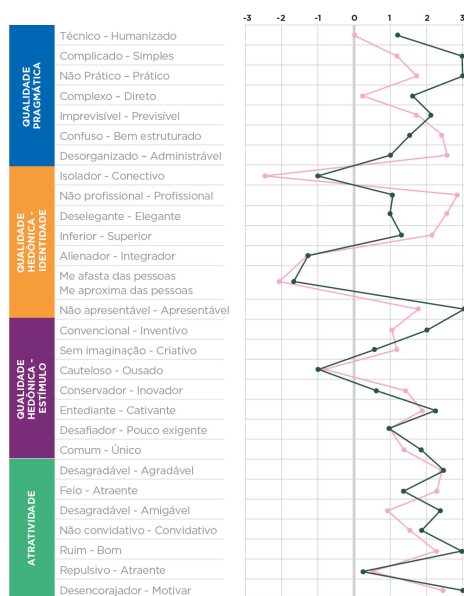 -3 -2 -1 0 1 2 3
QUALIDADE
PRAGMÁTICA
Técnico - Humanizado
Complicado - Simples
Não Prático – Prático
Complexo – Direto
Imprevisível - Previsível
Confuso - Bem estruturado
Desorganizado – Administrável
QUALIDADE
HEDÔNICA -
IDENTIDADE
Isolador - Conectivo
Não profissional - Profissional
Deselegante - Elegante
Inferior - Superior
Alienador - Integrador
Me afasta das pessoas
Me aproxima das pessoas
Não apresentável - Apresentável
QUALIDADE
HEDÔNICA -
ESTÍMULO
Convencional - Inventivo
Sem imaginação - Criativo
Cauteloso - Ousado
Conservador - Inovador
Entediante - Cativante
Desafiador - Pouco exigente
Comum - Único
ATRATIVIDADE
Desagradável - Agradável
Feio - Atraente
Desagradável - Amigável
Não convidativo - Convidativo
Ruim - Bom
Repulsivo - Atraente
Desencorajador - Motivar